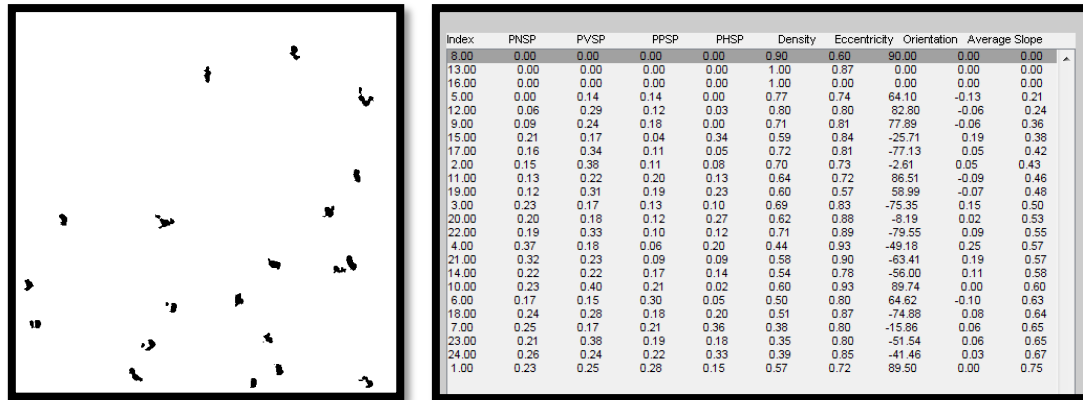 Index PNSP PVSP PPSP PHSP Density Eccentricity Orientation Average Slope
8.00 0.00 0.00 0.00 0.00 0.90 0.60 90.00 0.00 0.00
13.00 0.00 0.00 0.00 0.00 1.00 0.87 0.00 0.00 0.00
16.00 0.00 0.00 0.00 0.00 1.00 0.00 0.00 0.00 0.00
5.00 0.00 0.14 0.14 0.00 0.77 0.74 64.10 -0.13 0.21
12.00 0.06 0.29 0.12 0.03 0.80 0.80 82.80 -0.06 0.24
9.00 0.09 0.24 0.18 0.00 0.71 0.81 77.89 -0.06 0.36
15.00 0.21 0.17 0.04 0.34 0.59 0.84 -25.71 0.19 0.38
17.00 0.16 0.34 0.11 0.05 0.72 0.81 -77.13 0.05 0.42
2.00 0.15 0.38 0.11 0.08 0.70 0.73 -2.61 0.05 0.43
11.00 0.13 0.22 0.20 0.13 0.64 0.72 86.51 -0.09 0.46
19.00 0.12 0.31 0.19 0.23 0.60 0.57 58.99 -0.07 0.48
3.00 0.23 0.17 0.13 0.10 0.69 0.83 -75.35 0.15 0.50
20.00 0.20 0.18 0.12 0.27 0.62 0.88 -8.19 0.02 0.53
22.00 0.19 0.33 0.10 0.12 0.71 0.89 -79.55 0.09 0.55
4.00 0.37 0.18 0.06 0.20 0.44 0.93 -49.18 0.25 0.57
21.00 0.32 0.23 0.09 0.09 0.58 0.90 -63.41 0.19 0.57
14.00 0.22 0.22 0.17 0.14 0.54 0.78 -56.00 0.11 0.58
10.00 0.23 0.40 0.21 0.02 0.60 0.93 89.74 0.00 0.60
6.00 0.17 0.15 0.30 0.05 0.50 0.80 64.62 -0.10 0.63
18.00 0.24 0.28 0.18 0.20 0.51 0.87 -74.88 0.08 0.64
7.00 0.25 0.17 0.21 0.36 0.38 0.80 -15.86 0.06 0.65
23.00 0.21 0.38 0.19 0.18 0.35 0.80 -51.54 0.06 0.65
24.00 0.26 0.24 0.22 0.33 0.39 0.85 -41.46 0.03 0.67
1.00 0.23 0.25 0.28 0.15 0.57 0.72 89.50 0.00 0.75